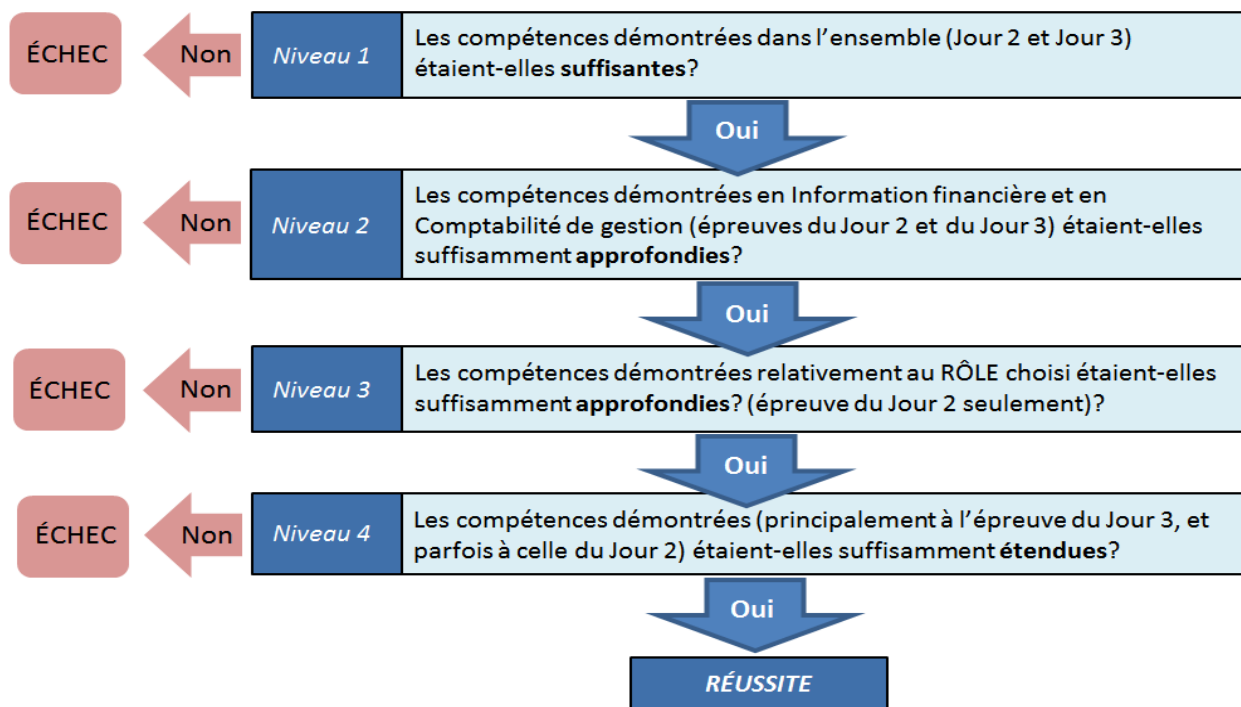 ÉCHEC
Non
Niveau 1
Les compétences démontrées dans l'ensemble (Jour 2 et Jour 3)
étaient-elles suffisantes?
Oui
ÉCHEC
Non
Niveau 2
Les compétences démontrées en Information financière et en
Comptabilité de gestion (épreuves du Jour 2 et du Jour 3) étaient-elles
suffisamment approfondies?
Oui
ÉCHEC
Non
Niveau 3
Les compétences démontrées relativement au RÔLE choisi étaient-elles
suffisamment approfondies? (épreuve du Jour 2 seulement)?
Oui
ÉCHEC
Non
Niveau 4
Les compétences démontrées (principalement à l'épreuve du Jour 3, et
parfois à celle du Jour 2) étaient-elles suffisamment étendues?
Oui
RÉUSSITE